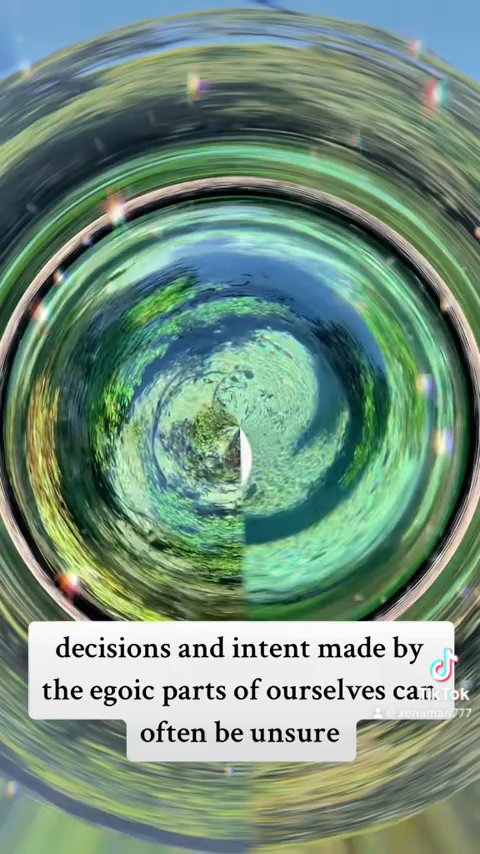 decisions and intent made by
the egoic parts of ourselves can
often be unsure
TikTok